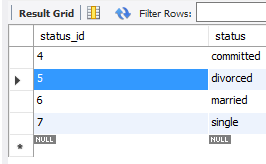 Result Grid Filter Rows:
status_id status
4 committed
5 divorced
6 married
7 single
* NULL NULL